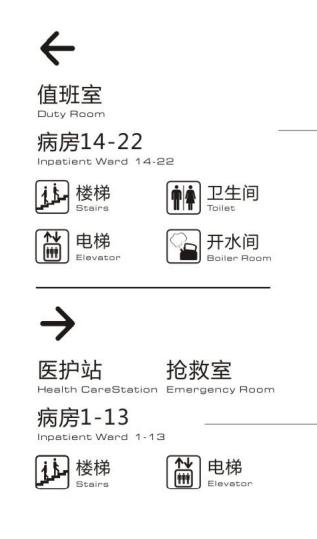 值班室
Duty Room
病房14-22
Inpatient Ward 14-22
楼梯 卫生间
Stairs Toilet
电梯 开水间
Elevator Boiler Room
医护站 抢救室
Health CareStation Emergency Room
病房1-13
Inpatient Ward 1-13
楼梯 电梯
Stairs Elevator